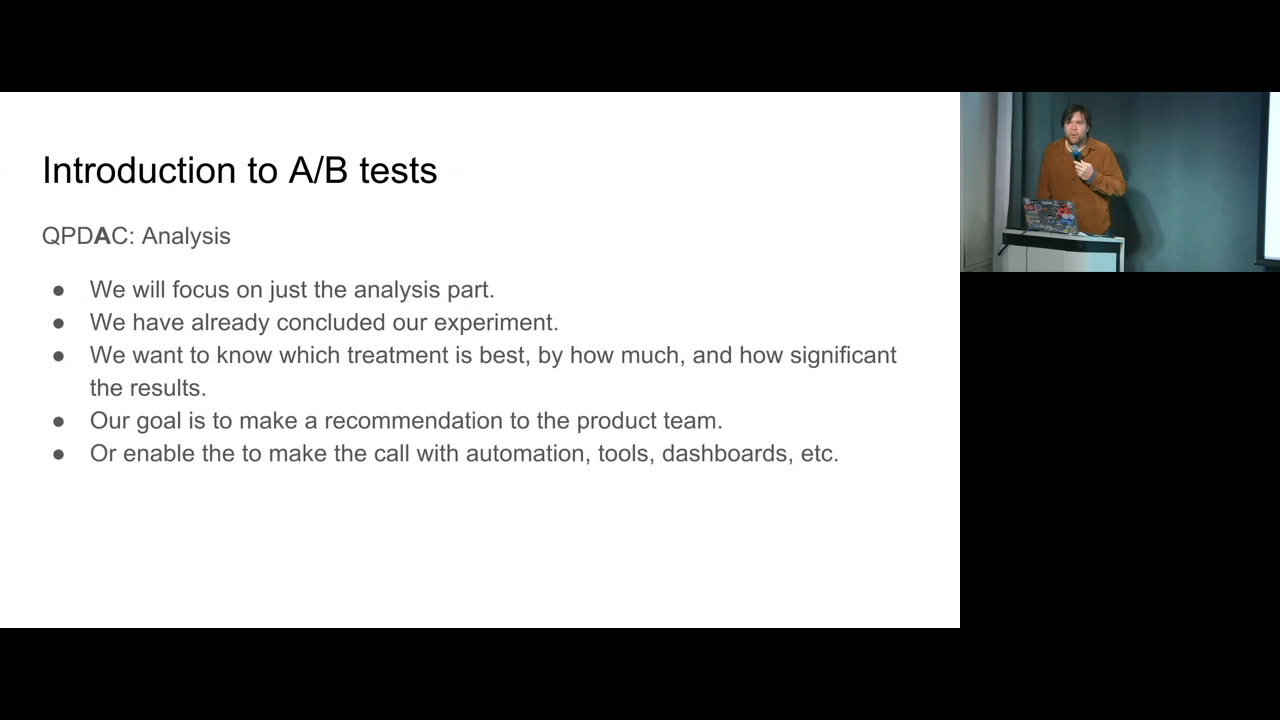 Introduction to A/B tests
QPDAC: Analysis
● We will focus on just the analysis part.
● We have already concluded our experiment.
● We want to know which treatment is best, by how much, and how significant
the results.
● Our goal is to make a recommendation to the product team.
● Or enable the to make the call with automation, tools, dashboards, etc.